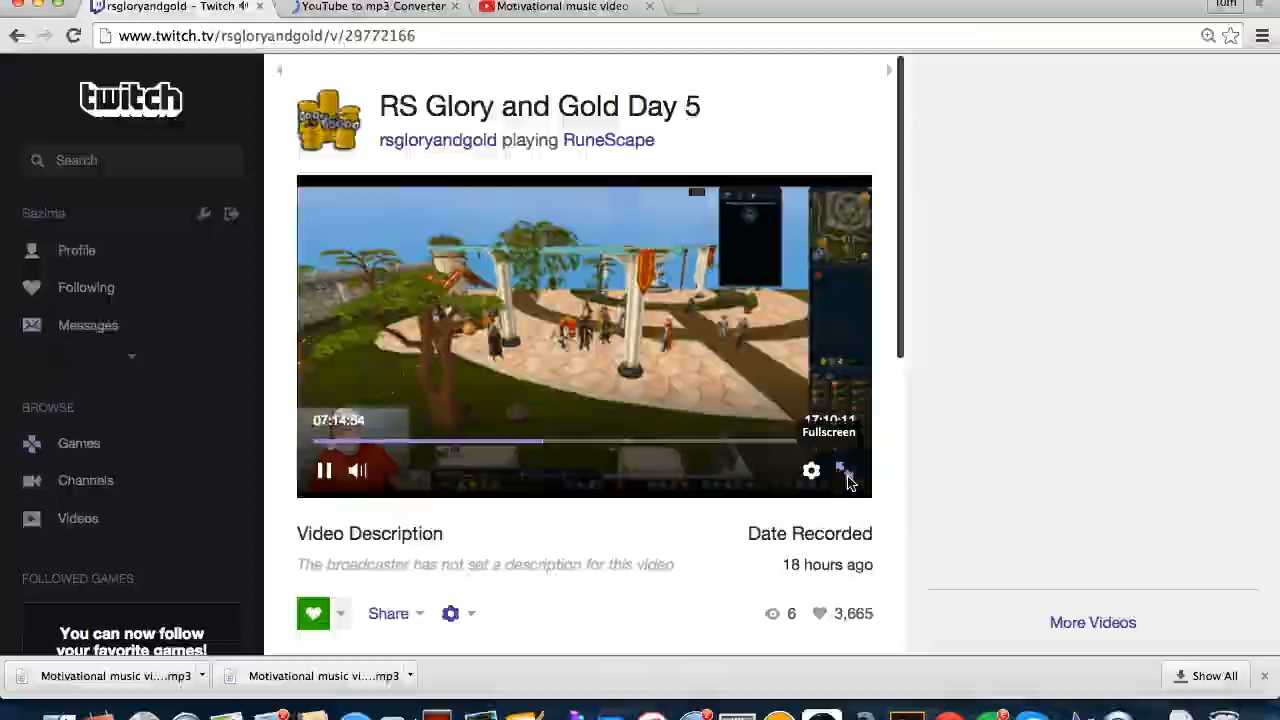 rsgloryandgold - Twitch
YouTube to mp3 Converter
Motivational music video
Tom
www.twitch.tv/rsgloryandgold/v/29772166
twitch
Search
Sazima
Profile
Following
Messages
BROWSE
Games
Channels
Videos
FOLLOWED GAMES
You can now follow
your favorite games!
RS Glory and Gold Day 5
rsgloryandgold playing RuneScape
07:14:54
17:10:11
Fullscreen
Video Description
Date Recorded
The broadcaster has not set a description for this video
18 hours ago
Share
6
3,665
More Videos
Motivational music vi....mp3
Motivational music vi....mp3
Show All